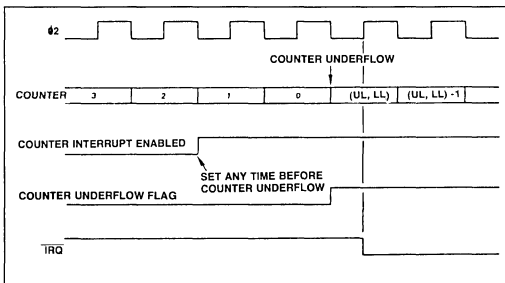 ϕ2
COUNTER UNDERFLOW
COUNTER 3 2 1 0 (UL, LL) (UL, LL) -1
COUNTER INTERRUPT ENABLED
SET ANY TIME BEFORE
COUNTER UNDERFLOW
COUNTER UNDERFLOW FLAG
IRQ